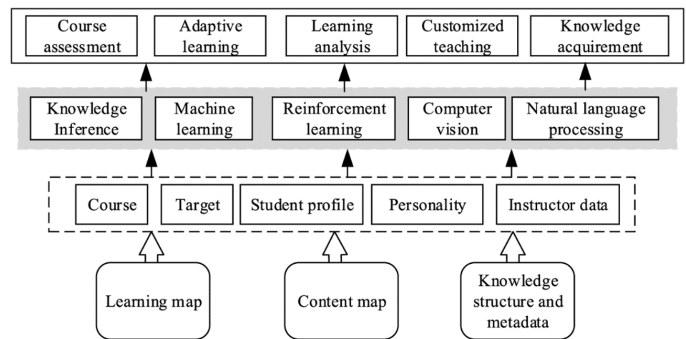 Course
assessment
Adaptive
learning
Learning
analysis
Customized
teaching
Knowledge
acquirement
Knowledge
Inference
Machine
learning
Reinforcement
learning
Computer
vision
Natural language
processing
Course
Target
Student profile
Personality
Instructor data
Learning map
Content map
Knowledge
structure and
metadata